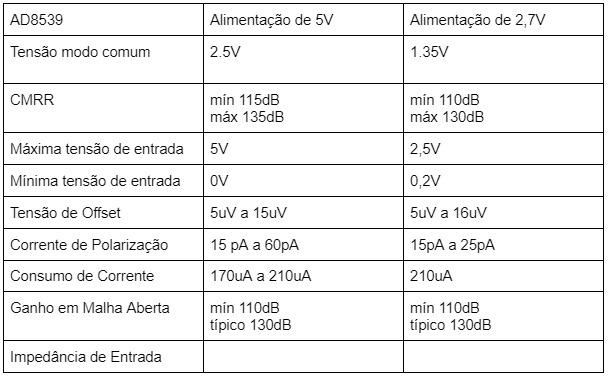 AD8539 Alimentação de 5V Alimentação de 2,7V
Tensão modo comum 2.5V 1.35V
CMRR mín 115dB mín 110dB
máx 135dB máx 130dB
Máxima tensão de entrada 5V 2,5V
Mínima tensão de entrada 0V 0,2V
Tensão de Offset 5uV a 15uV 5uV a 16uV
Corrente de Polarização 15 pA a 60pA 15pA a 25pA
Consumo de Corrente 170uA a 210uA 210uA
Ganho em Malha Aberta mín 110dB mín 110dB
típico 130dB típico 130dB
Impedância de Entrada